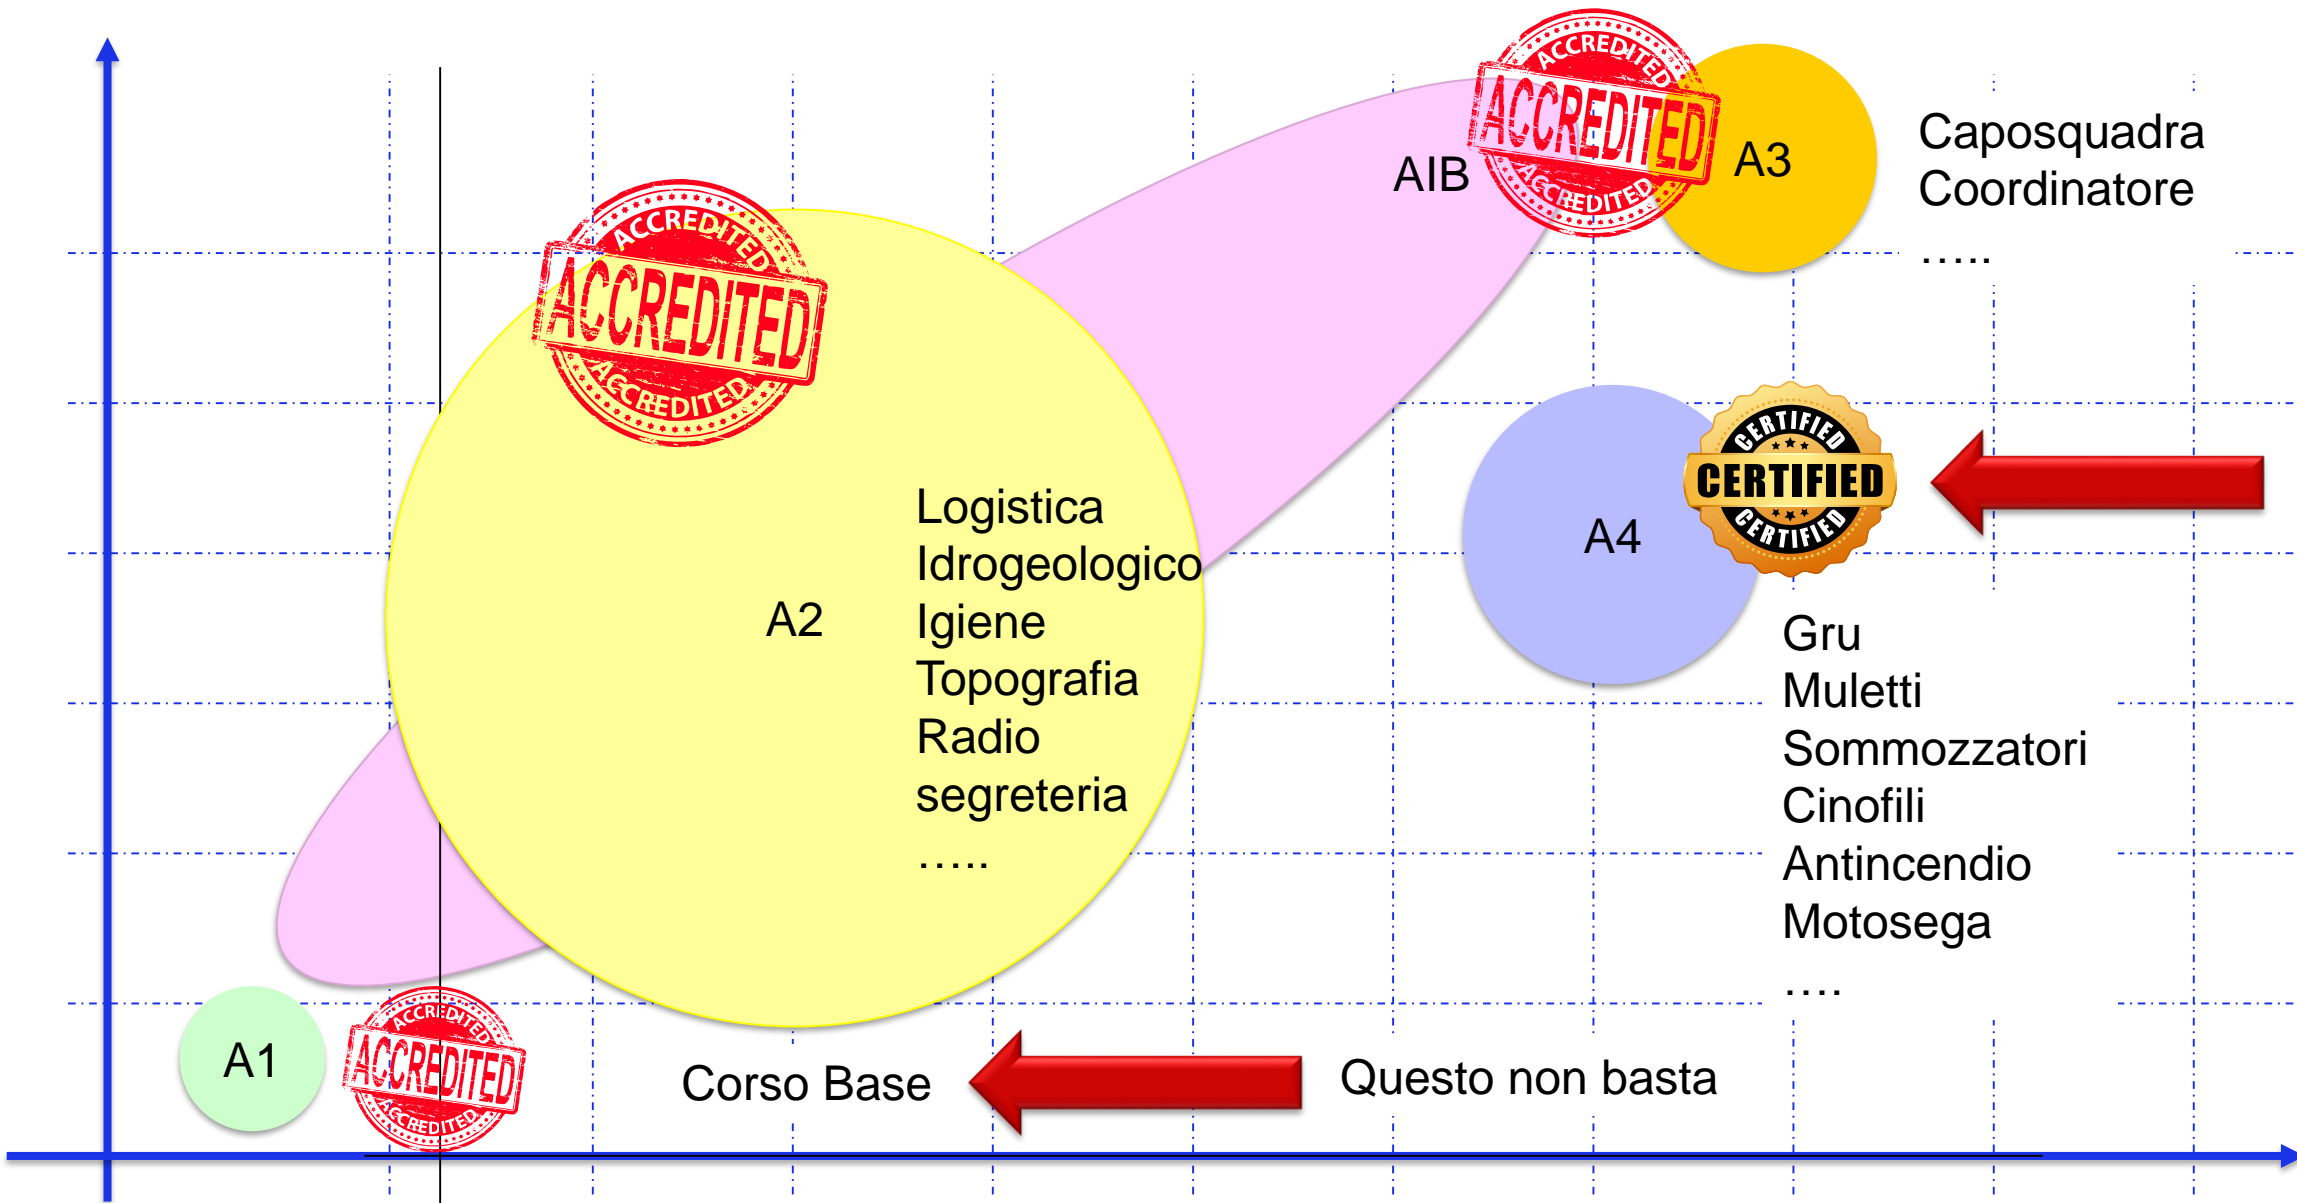 ACCREDITED
ACCREDITED
ACCREDITED
AIB
A3
Caposquadra
Coordinatore
.....
ACCREDITED
ACCREDITED
ACCREDITED
A2
Logistica
Idrogeologico
Igiene
Topografia
Radio
segreteria
.....
CERTIFIED
CERTIFIED
CERTIFIED
A4
Gru
Muletti
Sommozzatori
Cinofili
Antincendio
Motosega
....
A1
ACCREDITED
ACCREDITED
ACCREDITED
Corso Base
Questo non basta